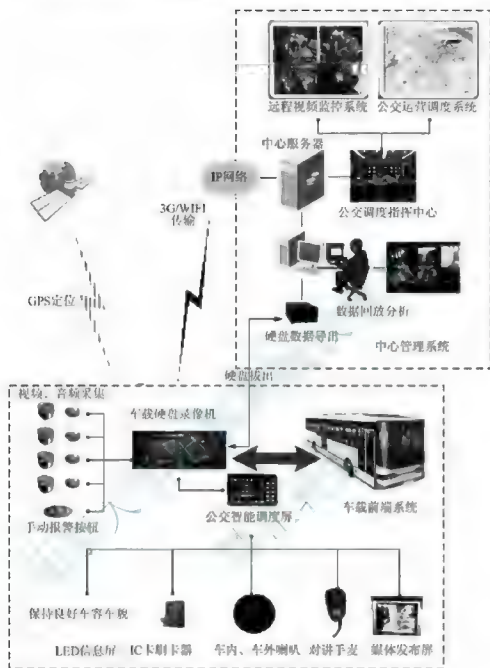 远程视频监控系统 公交运营调度系统
中心服务器
IP网络
3G/WIFI
传输
公交调度指挥中心
GPS定位
数据回放分析
硬盘数据导出
中心管理系统
硬盘拔出
视频、音频采集
车载硬盘录像机
公交智能调度屏
车载前端系统
手动报警按钮
保持良好车容车貌
LED信息屏 IC卡刷卡器 车内、车外喇叭 对讲手麦 媒体发布屏